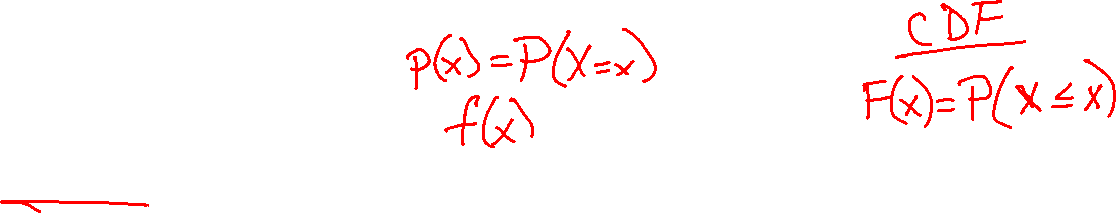 p(x) = P(X=x)
f(x)
CDF
F(x) = P(X ≤ x)